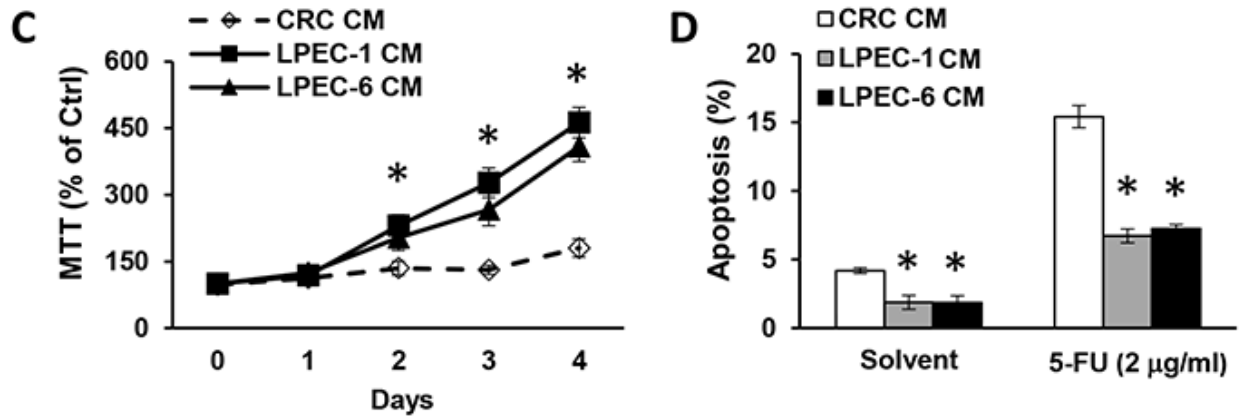 C
CRC CM
LPEC-1 CM
LPEC-6 CM
MTT (% of Ctrl)
600
450
300
150
0
*
*
*
0 1 2 3 4
Days
D
CRC CM
LPEC-1 CM
LPEC-6 CM
Apoptosis (%)
20
15
10
5
0
* *
* *
Solvent
5-FU (2 μg/ml)